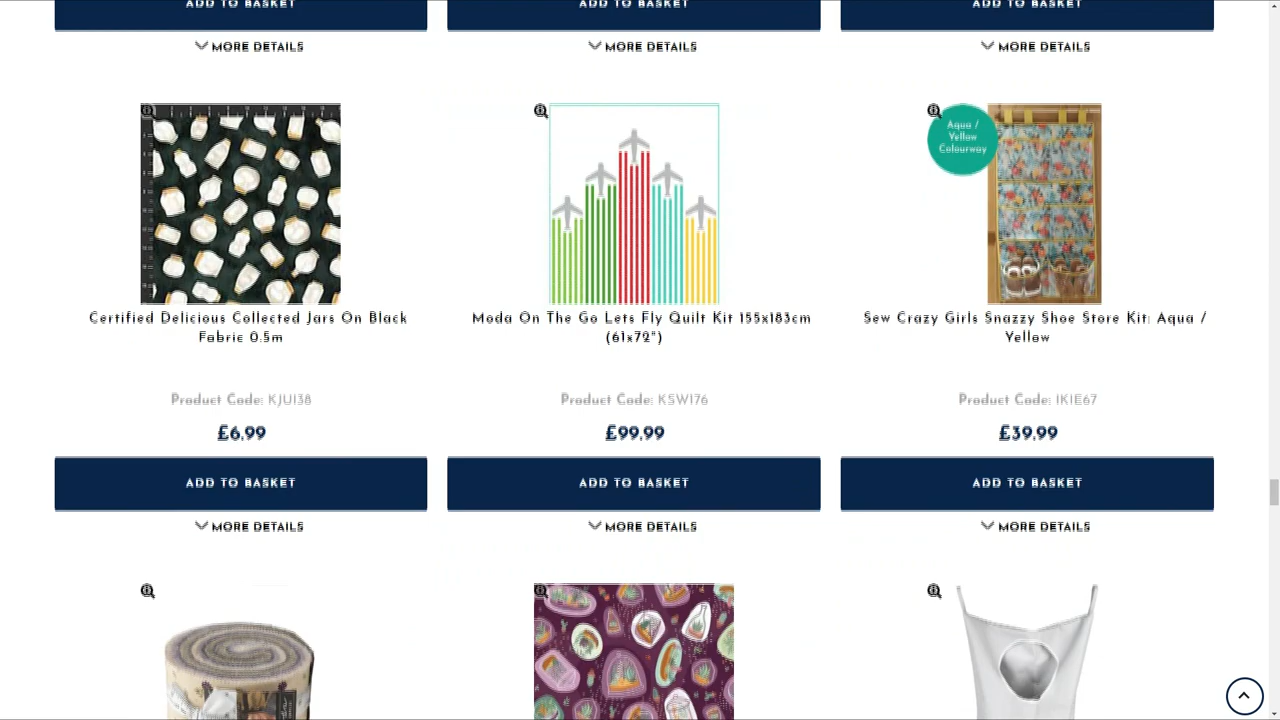 ADD TO BASKET
ADD TO BASKET
ADD TO BASKET
MORE DETAILS
MORE DETAILS
MORE DETAILS
Aqua /
Yellow
Colourway
Certified Delicious Collected Jars On Black
Fabric 0.5m
Moda On The Go Lets Fly Quilt Kit 155x183cm
(61x72")
Sew Crazy Girls Snazzy Shoe Store Kit: Aqua /
Yellow
Product Code: KJU138
Product Code: KSW176
Product Code: IKIE67
£6.99
£99.99
£39.99
ADD TO BASKET
ADD TO BASKET
ADD TO BASKET
MORE DETAILS
MORE DETAILS
MORE DETAILS